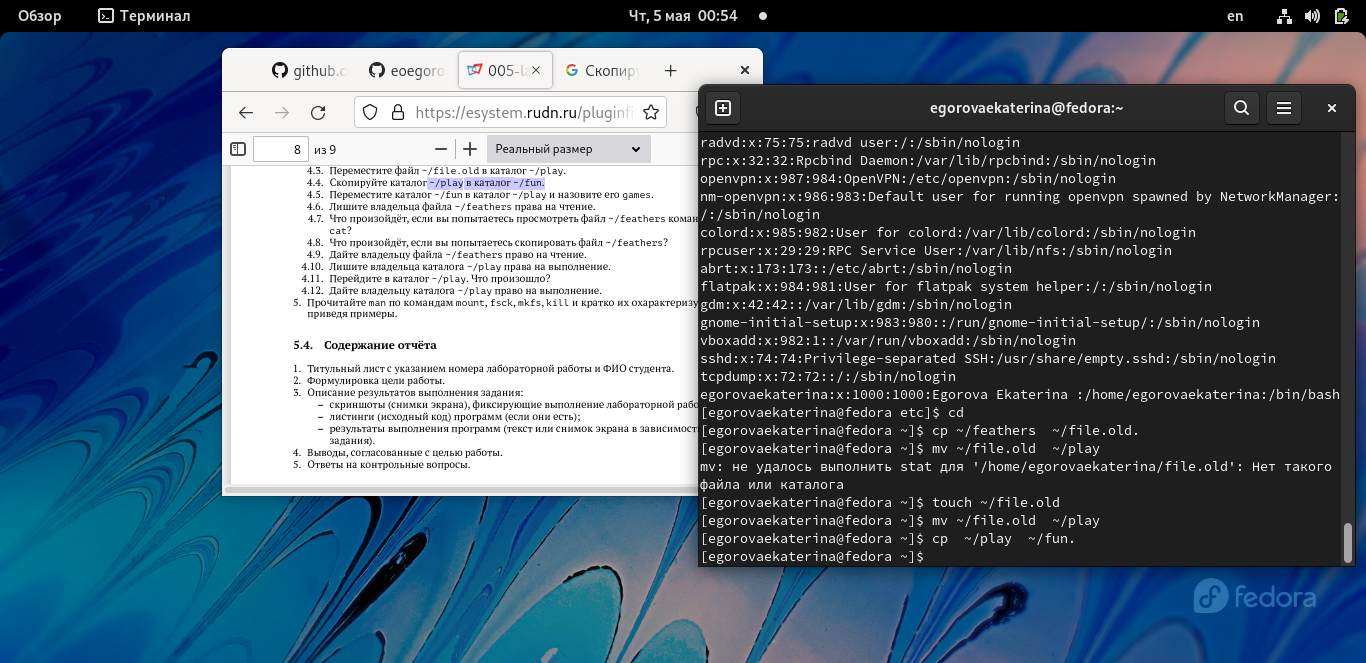 Обзор Терминал Чт, 5 мая 00:54 en
github.c eoegoro 005-la Скопиру
https://esystem.rudn.ru/pluginfi
8 из 9 Реальный размер
4.3. Переместите файл ~/file.old в каталог ~/play.
4.4. Скопируйте каталог ~/play в каталог ~/fun.
4.5. Переместите каталог ~/fun в каталог ~/play и назовите его games.
4.6. Лишите владельца файла ~/feathers права на чтение.
4.7. Что произойдёт, если вы попытаетесь просмотреть файл ~/feathers коман
cat?
4.8. Что произойдёт, если вы попытаетесь скопировать файл ~/feathers?
4.9. Дайте владельцу файла ~/feathers право на чтение.
4.10. Лишите владельца каталога ~/play права на выполнение.
4.11. Перейдите в каталог ~/play. Что произошло?
4.12. Дайте владельцу каталога ~/play право на выполнение.
5. Прочитайте man по командам mount, fsck, mkfs, kill и кратко их охарактеризу
приведя примеры.
5.4. Содержание отчёта
1. Титульный лист с указанием номера лабораторной работы и ФИО студента.
2. Формулировка цели работы.
3. Описание результатов выполнения задания:
– скриншоты (снимки экрана), фиксирующие выполнение лабораторной рабо
– листинги (исходный код) программ (если они есть);
– результаты выполнения программ (текст или снимок экрана в зависимост
задания).
4. Выводы, согласованные с целью работы.
5. Ответы на контрольные вопросы.
egorovaekaterina@fedora:~
radvd:x:75:75:radvd user:/:/sbin/nologin
rpc:x:32:32:Rpcbind Daemon:/var/lib/rpcbind:/sbin/nologin
openvpn:x:987:984:OpenVPN:/etc/openvpn:/sbin/nologin
nm-openvpn:x:986:983:Default user for running openvpn spawned by NetworkManager:
/:/sbin/nologin
colord:x:985:982:User for colord:/var/lib/colord:/sbin/nologin
rpcuser:x:29:29:RPC Service User:/var/lib/nfs:/sbin/nologin
abrt:x:173:173::/etc/abrt:/sbin/nologin
flatpak:x:984:981:User for flatpak system helper:/:/sbin/nologin
gdm:x:42:42::/var/lib/gdm:/sbin/nologin
gnome-initial-setup:x:983:980::/run/gnome-initial-setup/:/sbin/nologin
vboxadd:x:982:1::/var/run/vboxadd:/sbin/nologin
sshd:x:74:74:Privilege-separated SSH:/usr/share/empty.sshd:/sbin/nologin
tcpdump:x:72:72::/:/sbin/nologin
egorovaekaterina:x:1000:1000:Egorova Ekaterina :/home/egorovaekaterina:/bin/bash
[egorovaekaterina@fedora etc]$ cd
[egorovaekaterina@fedora ~]$ cp ~/feathers  ~/file.old.
[egorovaekaterina@fedora ~]$ mv ~/file.old  ~/play
mv: не удалось выполнить stat для '/home/egorovaekaterina/file.old': Нет такого
файла или каталога
[egorovaekaterina@fedora ~]$ touch ~/file.old
[egorovaekaterina@fedora ~]$ mv ~/file.old  ~/play
[egorovaekaterina@fedora ~]$ cp  ~/play  ~/fun.
[egorovaekaterina@fedora ~]$
fedora